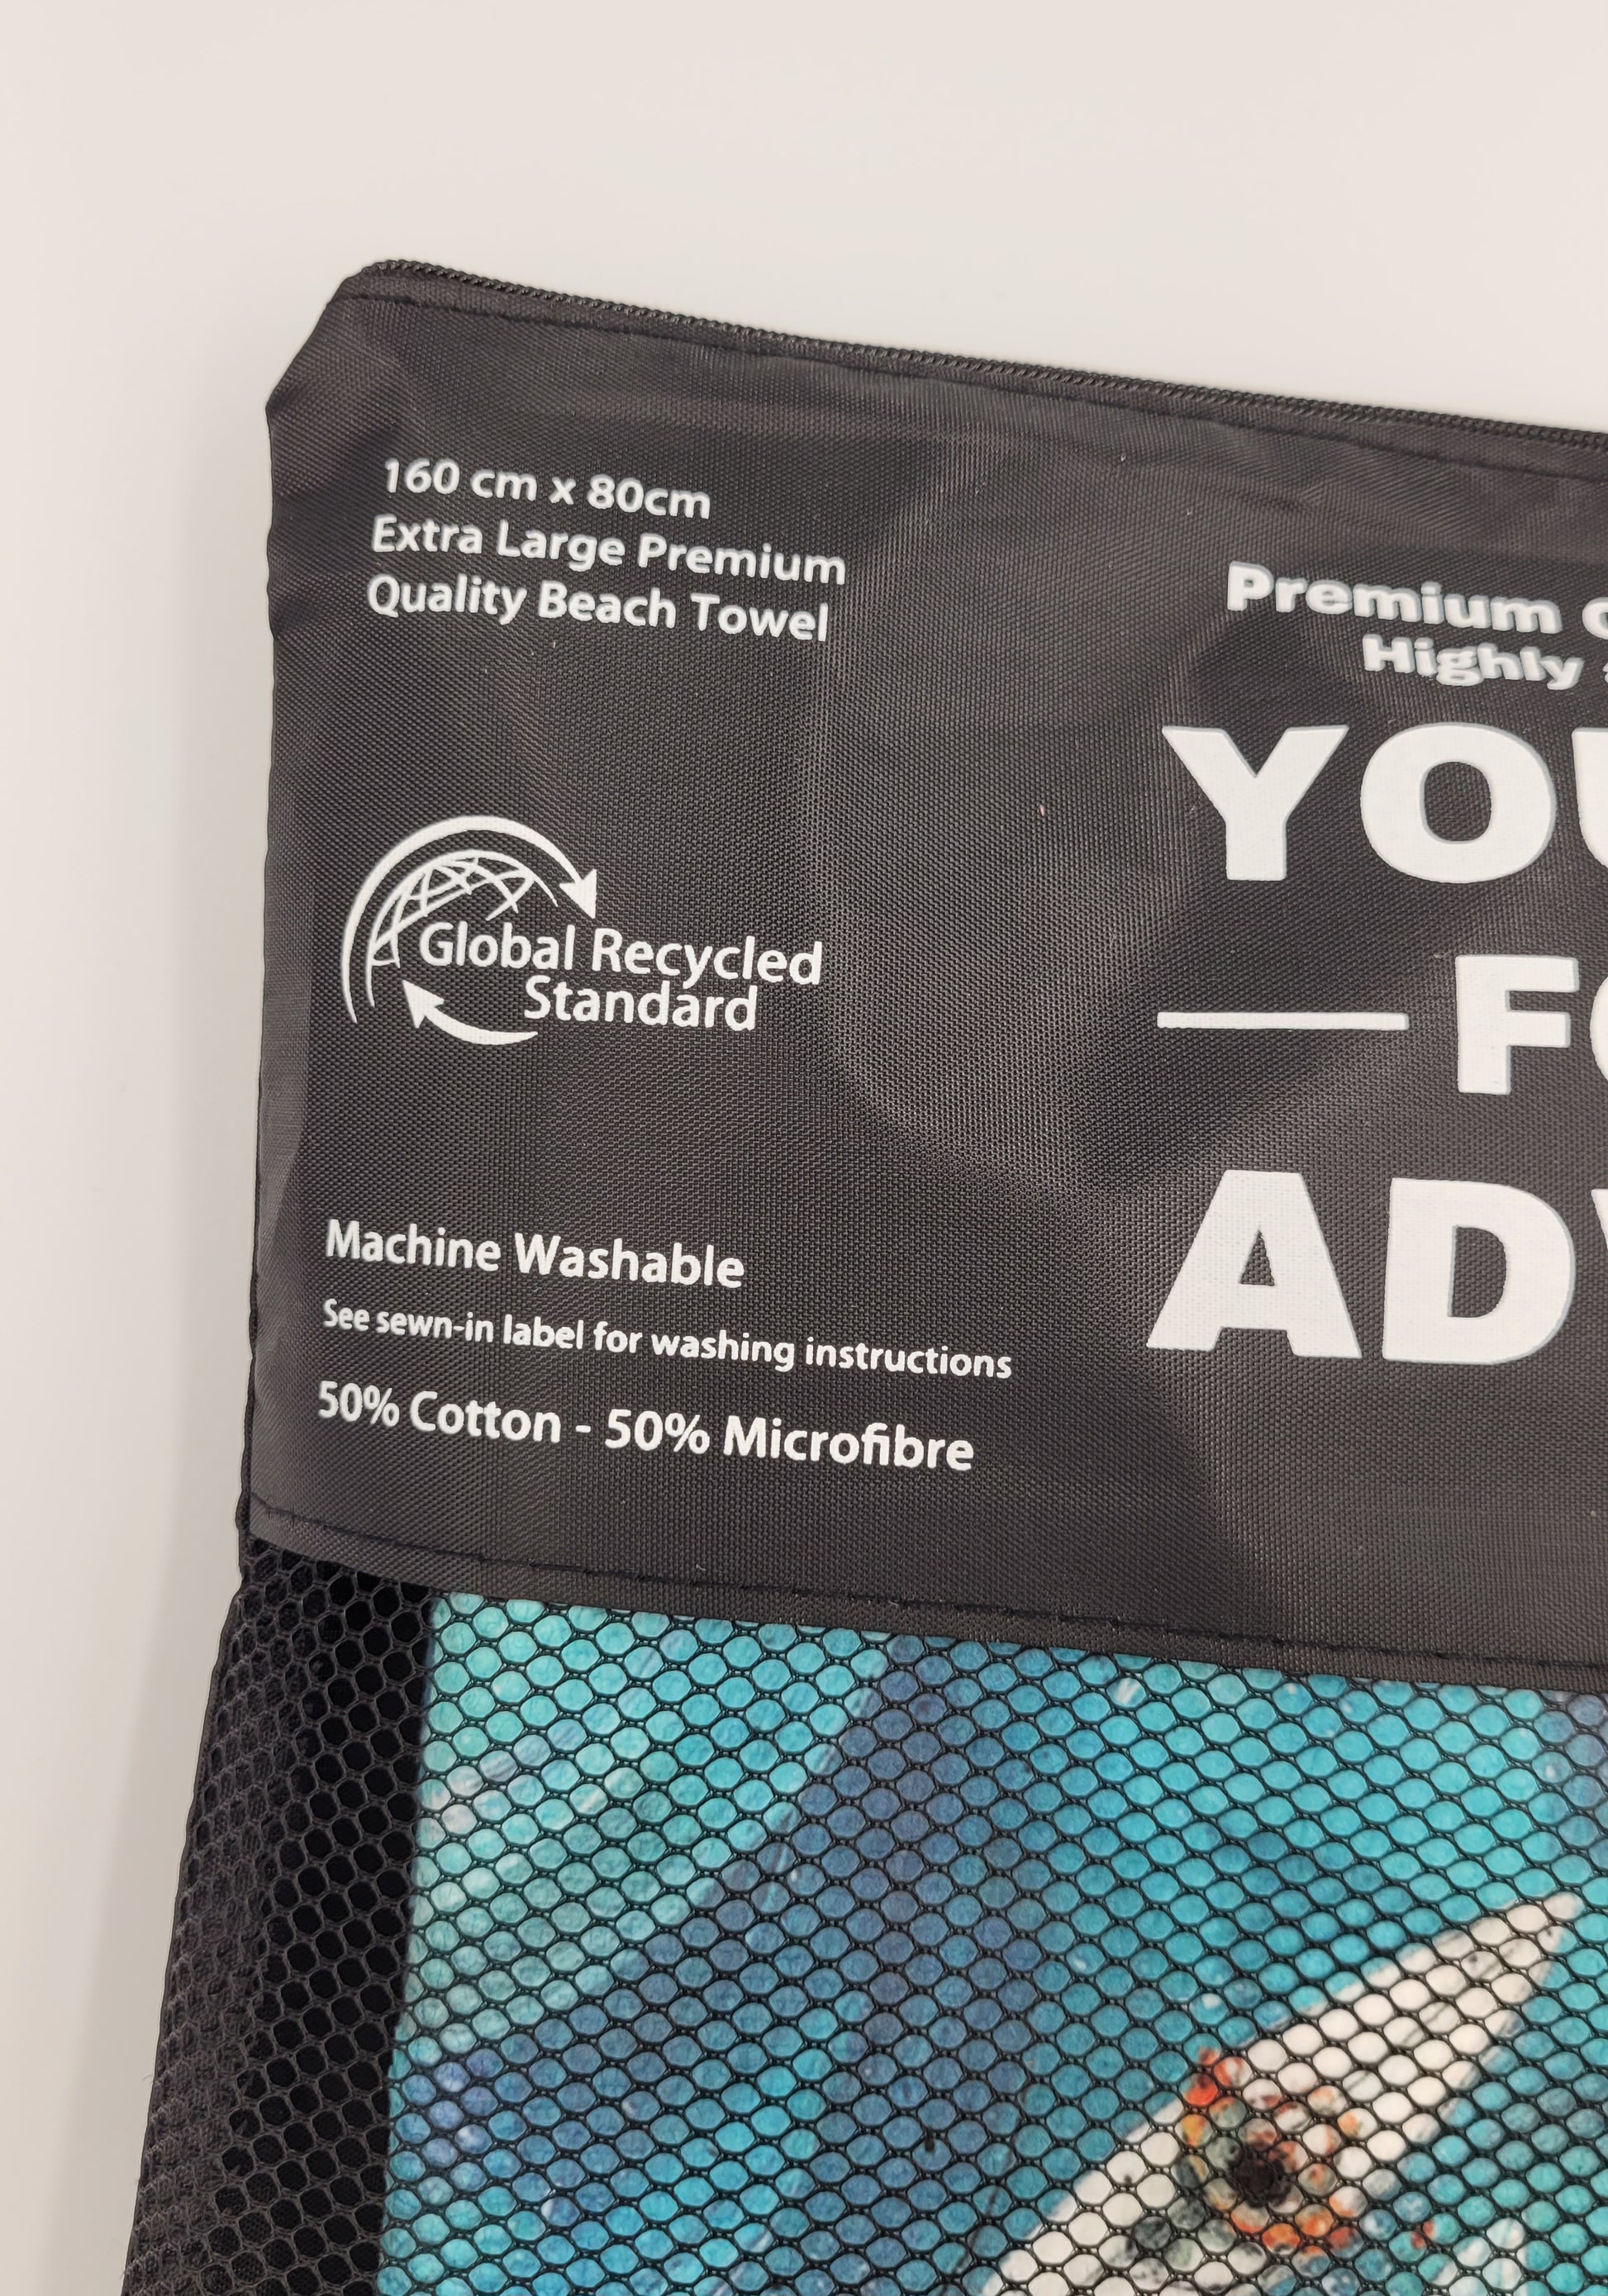 160 cm x 80cm
Extra Large Premium
Quality Beach Towel
Global Recycled
Standard
Machine Washable
See sewn-in label for washing instructions
50% Cotton - 50% Microfibre
Premium
Highly
YOU
FO
ADV